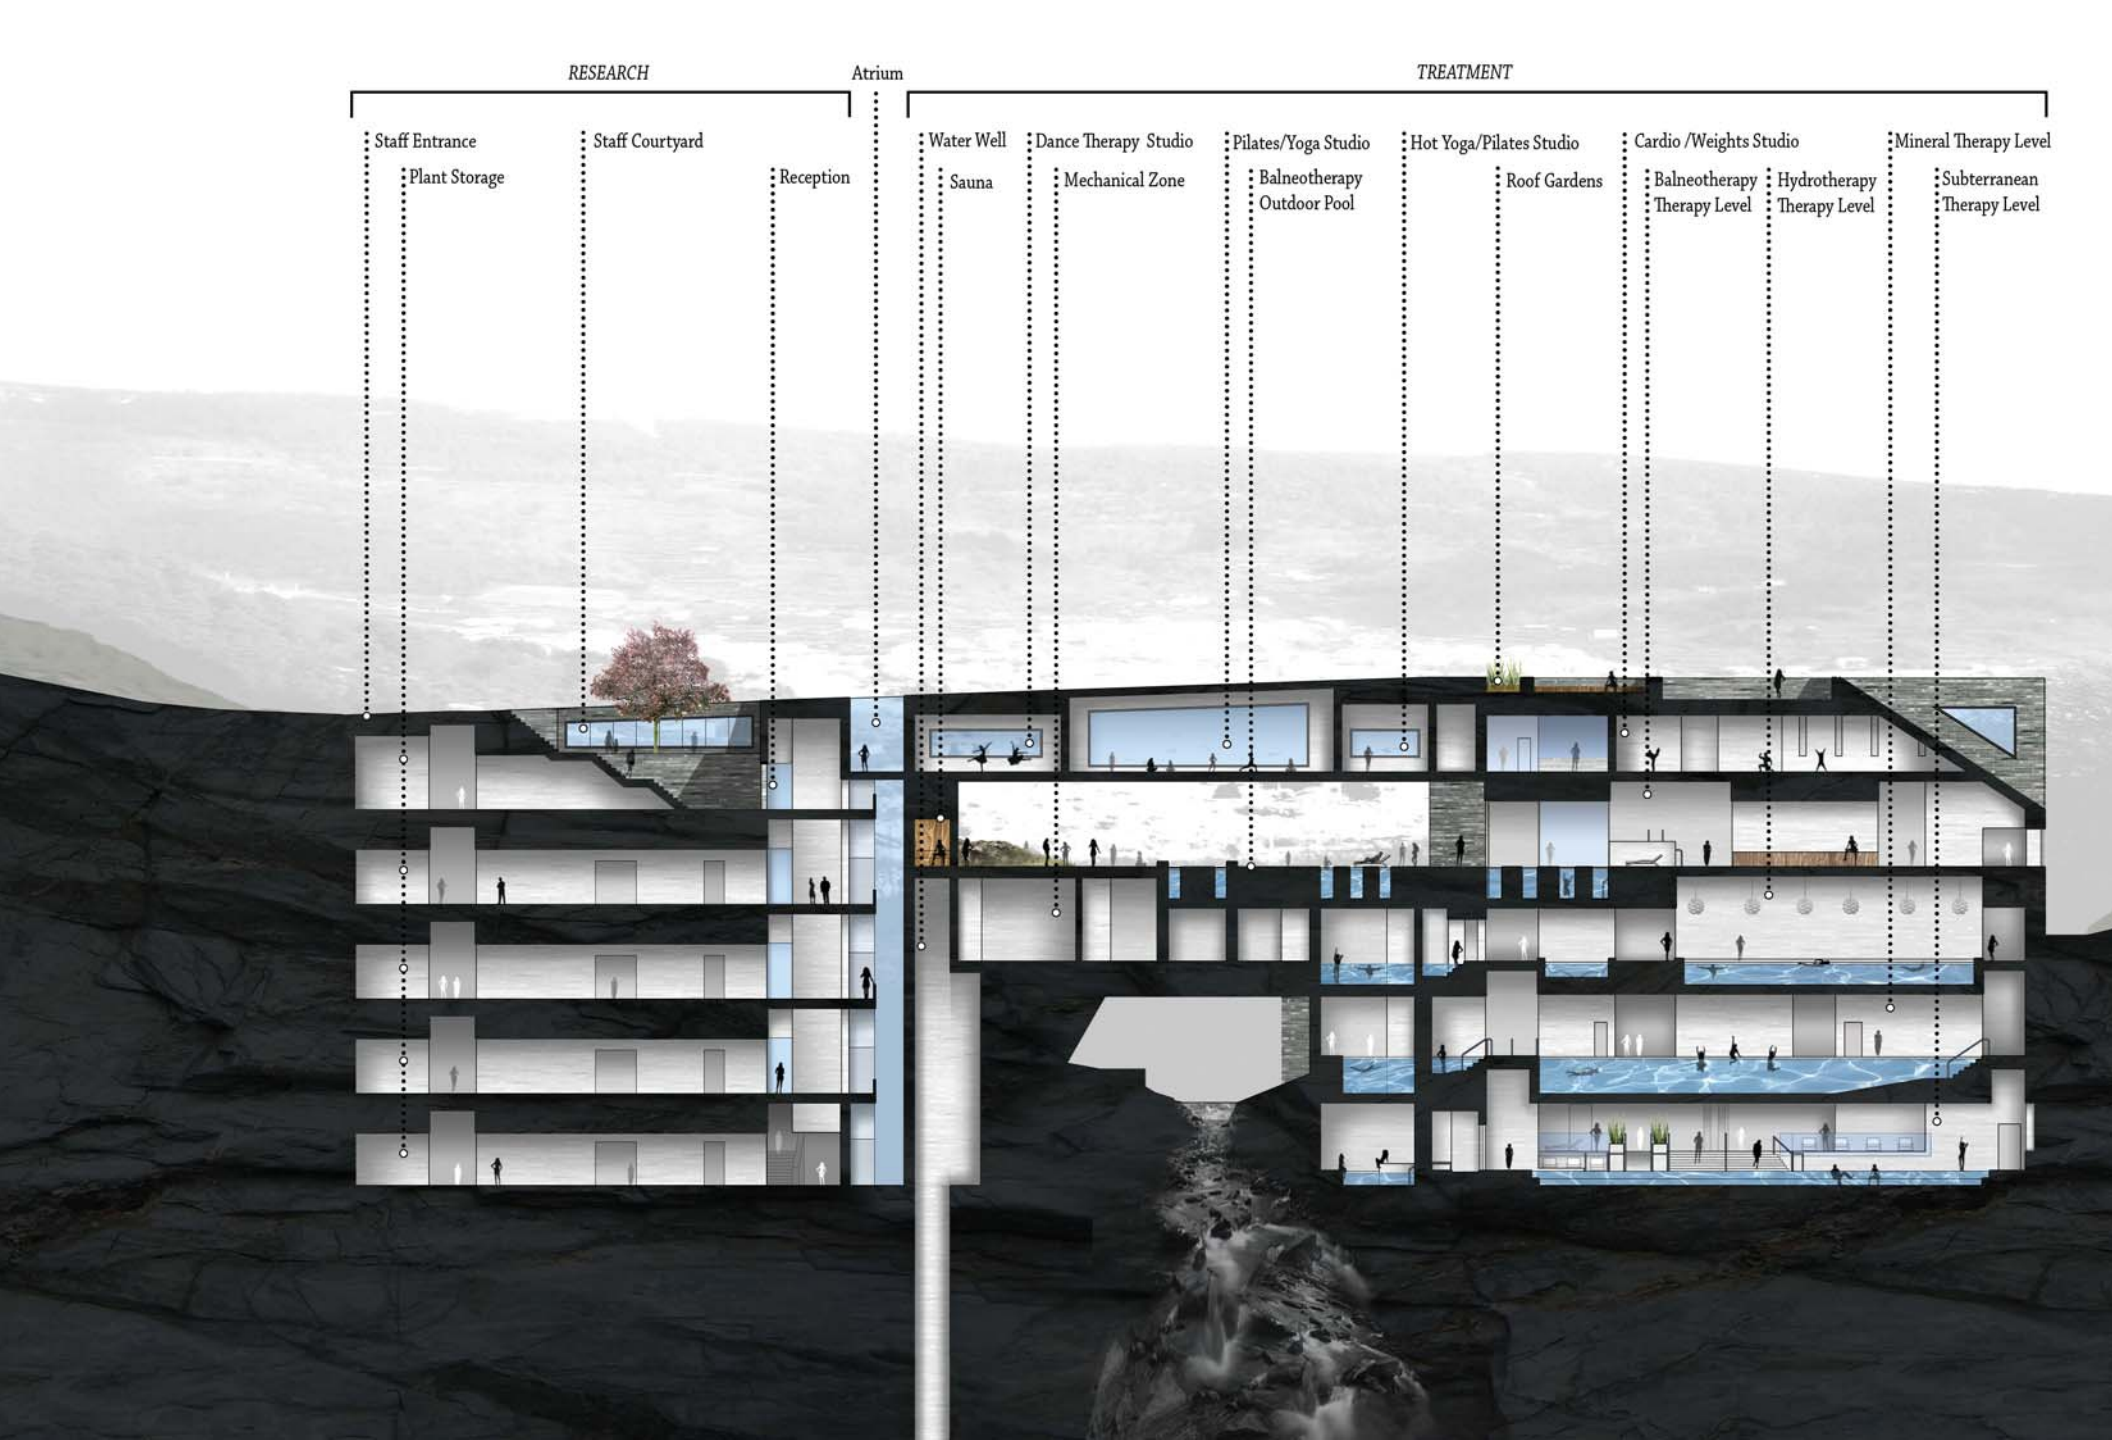 RESEARCH
Atrium
TREATMENT
Staff Entrance
Staff Courtyard
Water Well
Dance Therapy Studio
Pilates/Yoga Studio
Hot Yoga/Pilates Studio
Cardio /Weights Studio
Mineral Therapy Level
Plant Storage
Reception
Sauna
Mechanical Zone
Balneotherapy
Outdoor Pool
Roof Gardens
Balneotherapy
Therapy Level
Hydrotherapy
Therapy Level
Subterranean
Therapy Level